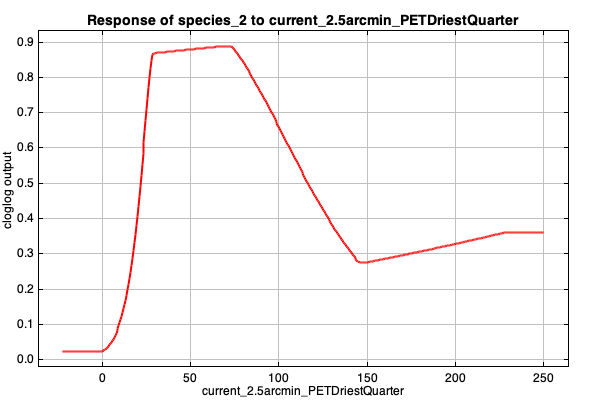 Response of species_2 to current_2.5arcmin_PETDriestQuarter
0.9
0.8
0.7
0.6
0.5
0.4
0.3
0.2
0.1
0.0
cloglog output
0 50 100 150 200 250
current_2.5arcmin_PETDriestQuarter